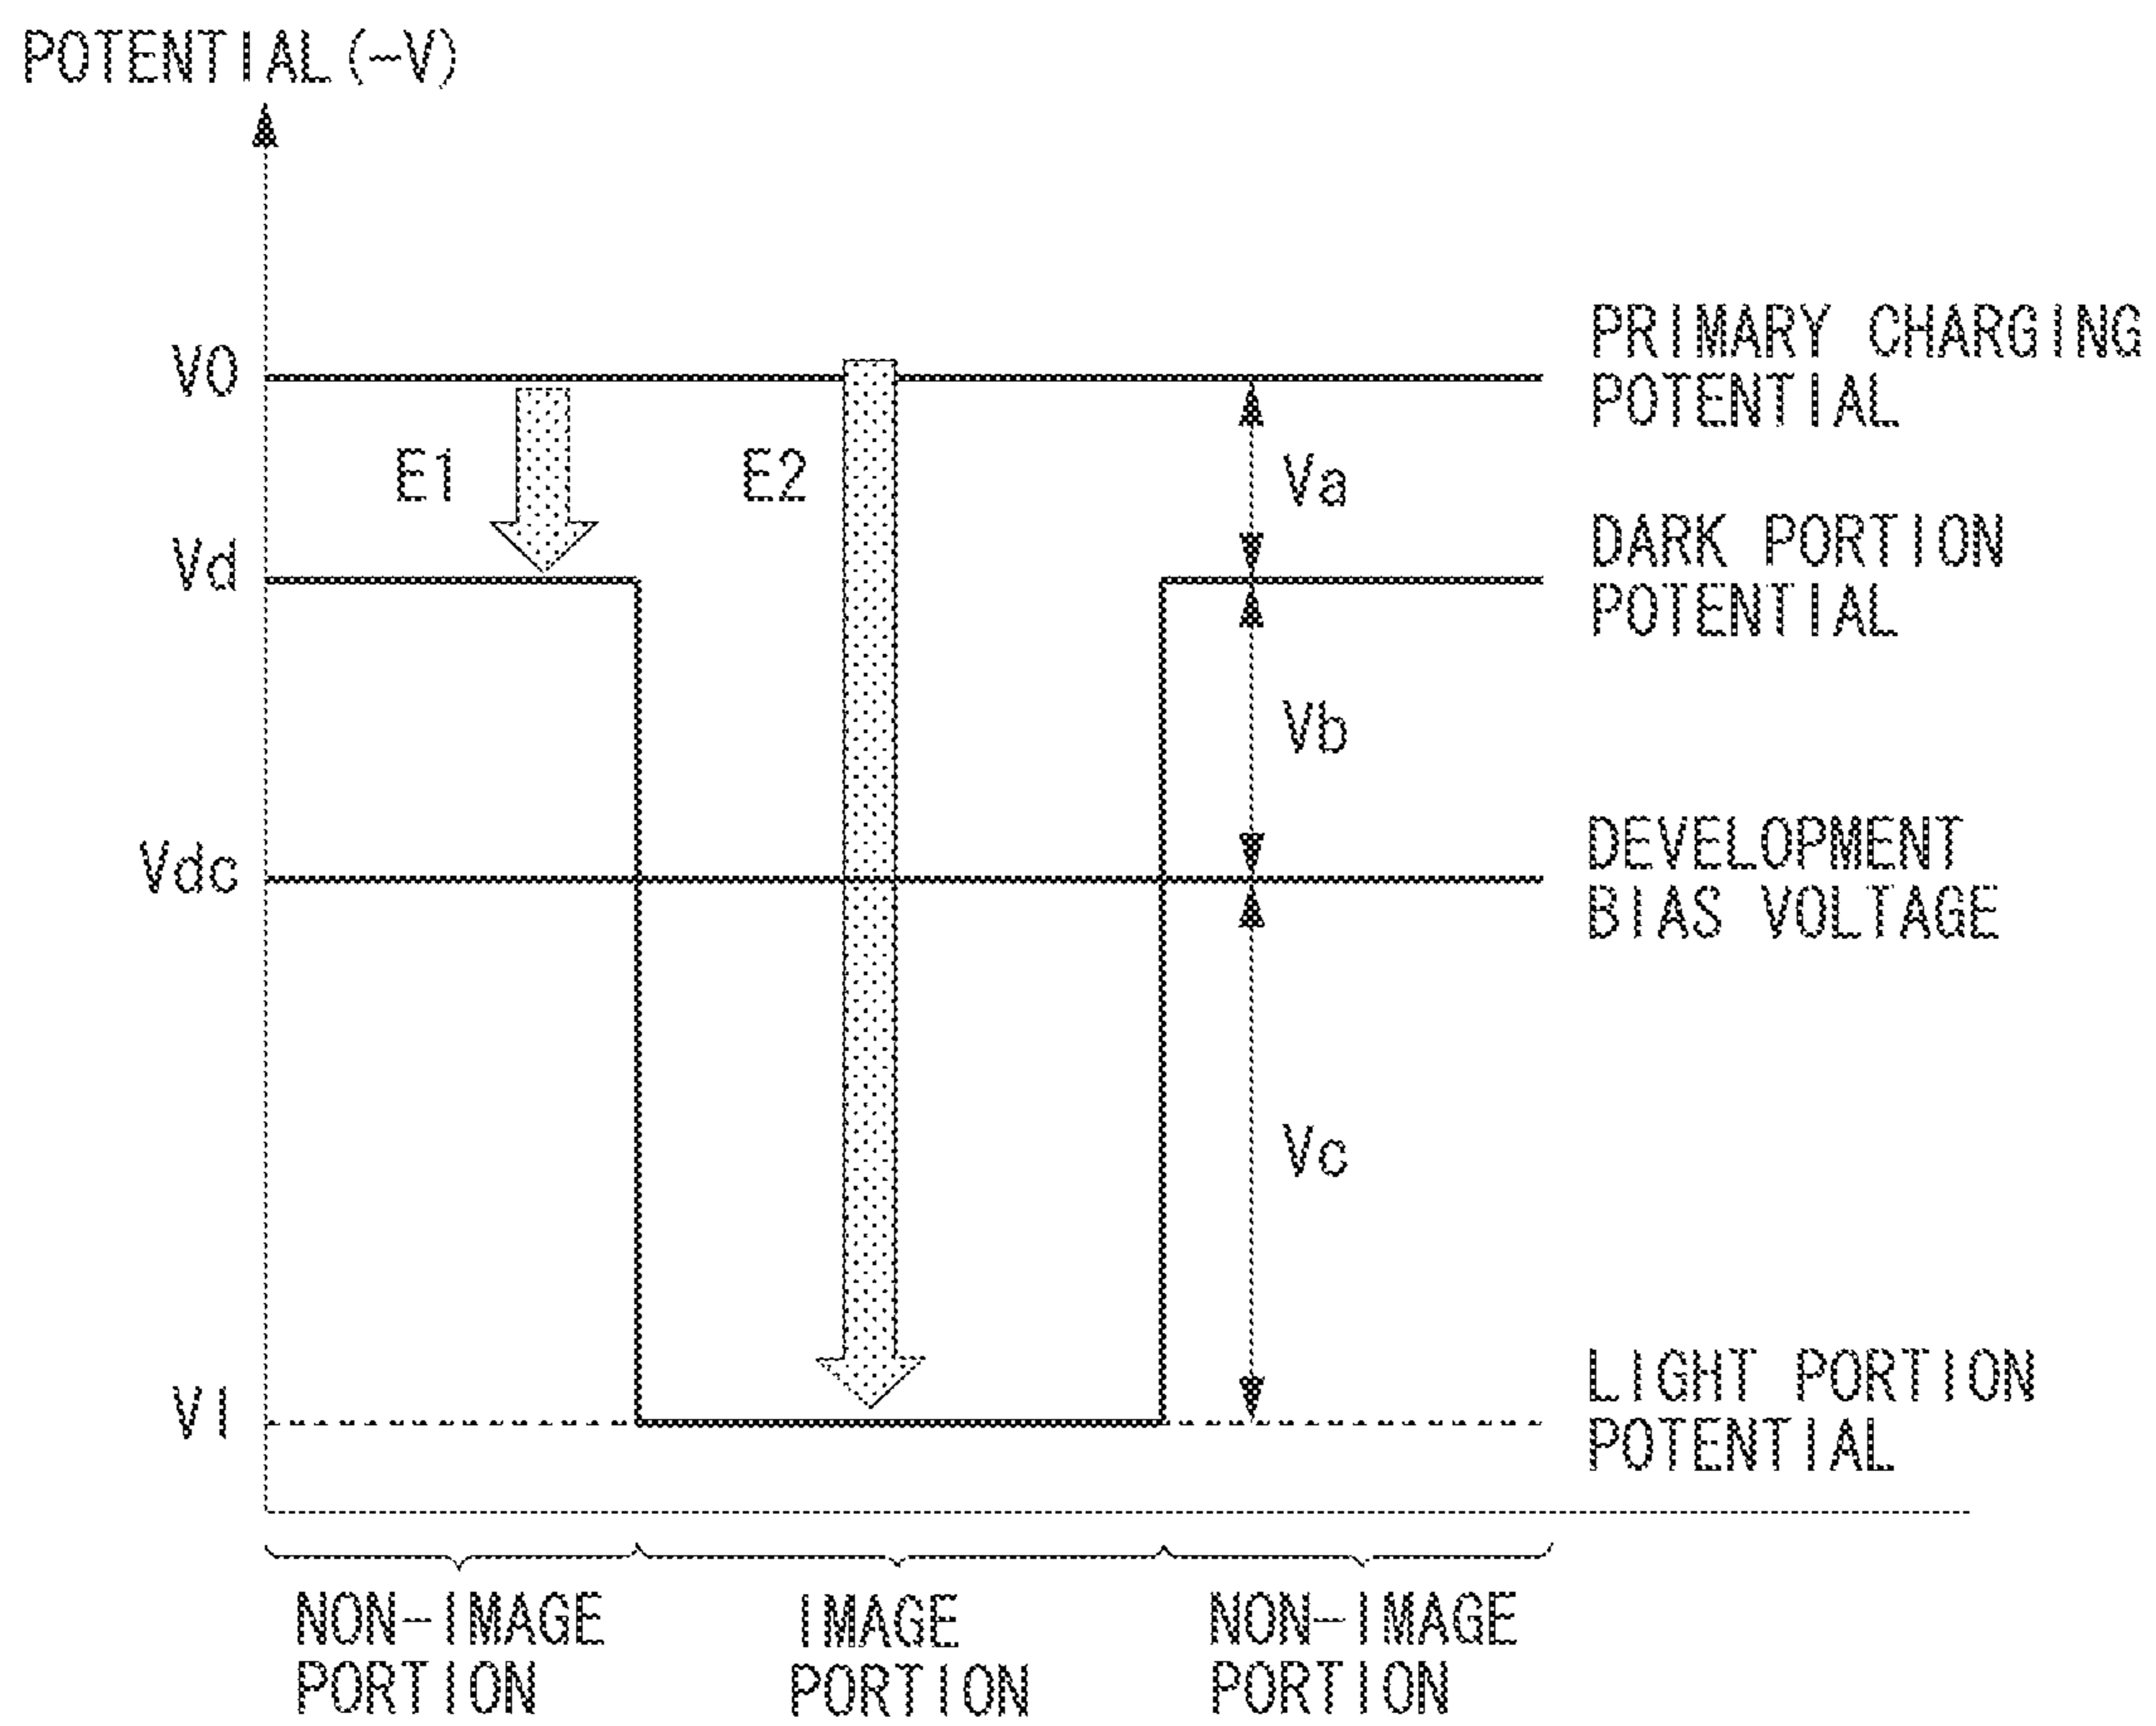 POTENTIAL(-V)
V0
PRIMARY CHARGING
POTENTIAL
E1
E2
Va
Vd
DARK PORTION
POTENTIAL
Vb
Vdc
DEVELOPMENT
BIAS VOLTAGE
Vc
Vl
LIGHT PORTION
POTENTIAL
NON-IMAGE
PORTION
IMAGE
PORTION
NON-IMAGE
PORTION